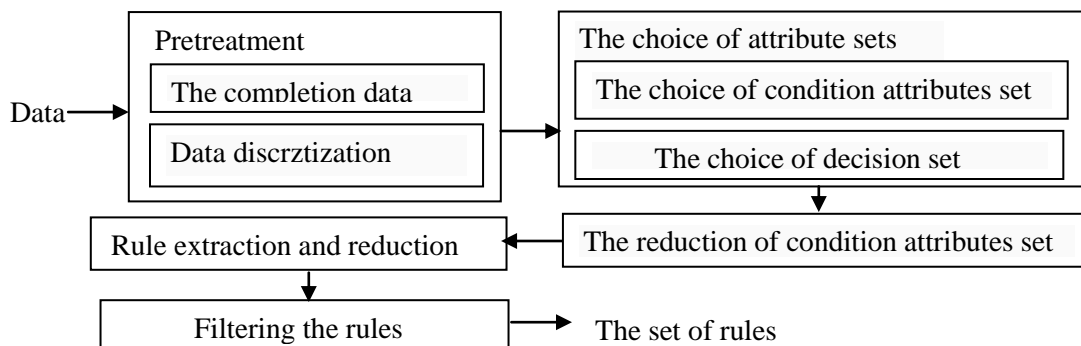 Pretreatment
The completion data
Data
Data discrztization
The choice of attribute sets
The choice of condition attributes set
The choice of decision set
The reduction of condition attributes set
Rule extraction and reduction
Filtering the rules
The set of rules